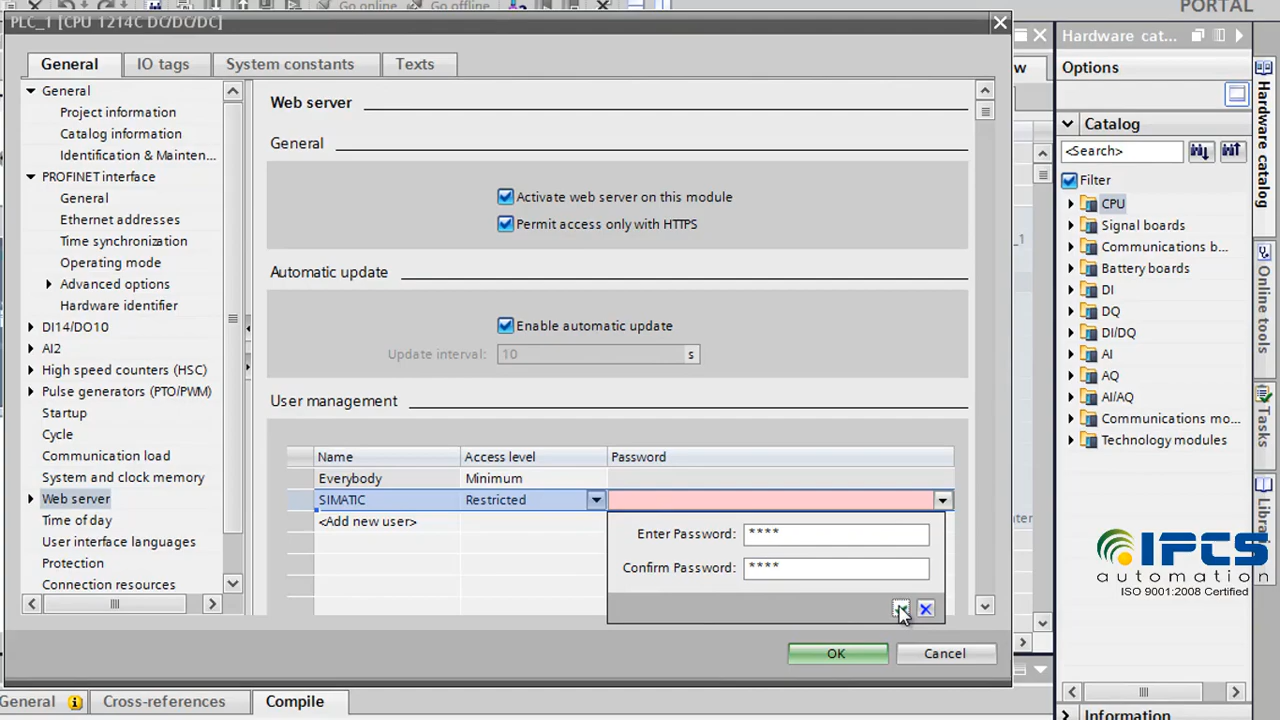 Go online
Go offline
PORTAL
PLC_1 [CPU 1214C DC/DC/DC]
Hardware cat...
General
IO tags
System constants
Texts
Options
General
Project information
Catalog information
Identification & Mainten...
PROFINET interface
General
Ethernet addresses
Time synchronization
Operating mode
Advanced options
Hardware identifier
DI14/DO10
AI2
High speed counters (HSC)
Pulse generators (PTO/PWM)
Startup
Cycle
Communication load
System and clock memory
Web server
Time of day
User interface languages
Protection
Connection resources
Web server
General
Activate web server on this module
Permit access only with HTTPS
Automatic update
Enable automatic update
Update interval: 10 s
User management
Name Access level Password
Everybody Minimum
SIMATIC Restricted
<Add new user>
Enter Password: ****
Confirm Password: ****
OK
Cancel
Catalog
<Search>
Filter
CPU
Signal boards
Communications b...
Battery boards
DI
DQ
DI/DQ
AI
AQ
AI/AQ
Communications mo...
Technology modules
Information
Hardware catalog
Online tools
Tasks
IPCS
automation
ISO 9001:2008 Certified
General
Cross-references
Compile